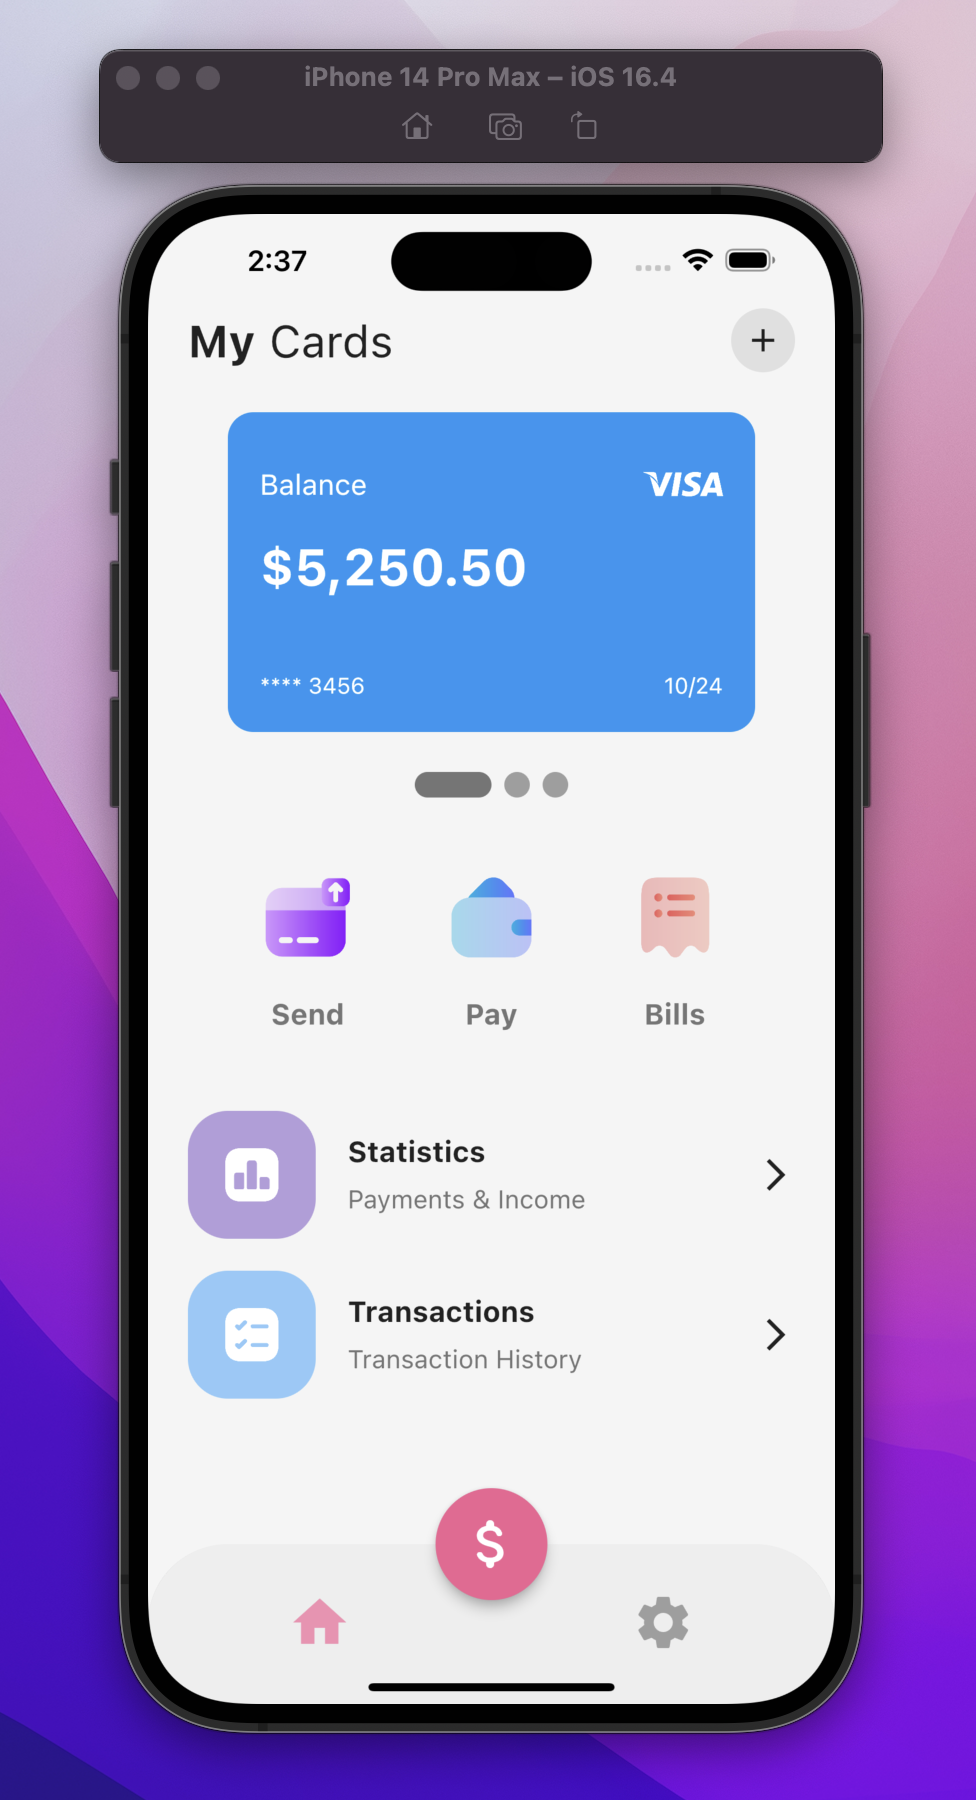 iPhone 14 Pro Max – iOS 16.4
2:37
My Cards
+
Balance
VISA
$5,250.50
**** 3456
10/24
Send
Pay
Bills
Statistics
Payments & Income
Transactions
Transaction History
$